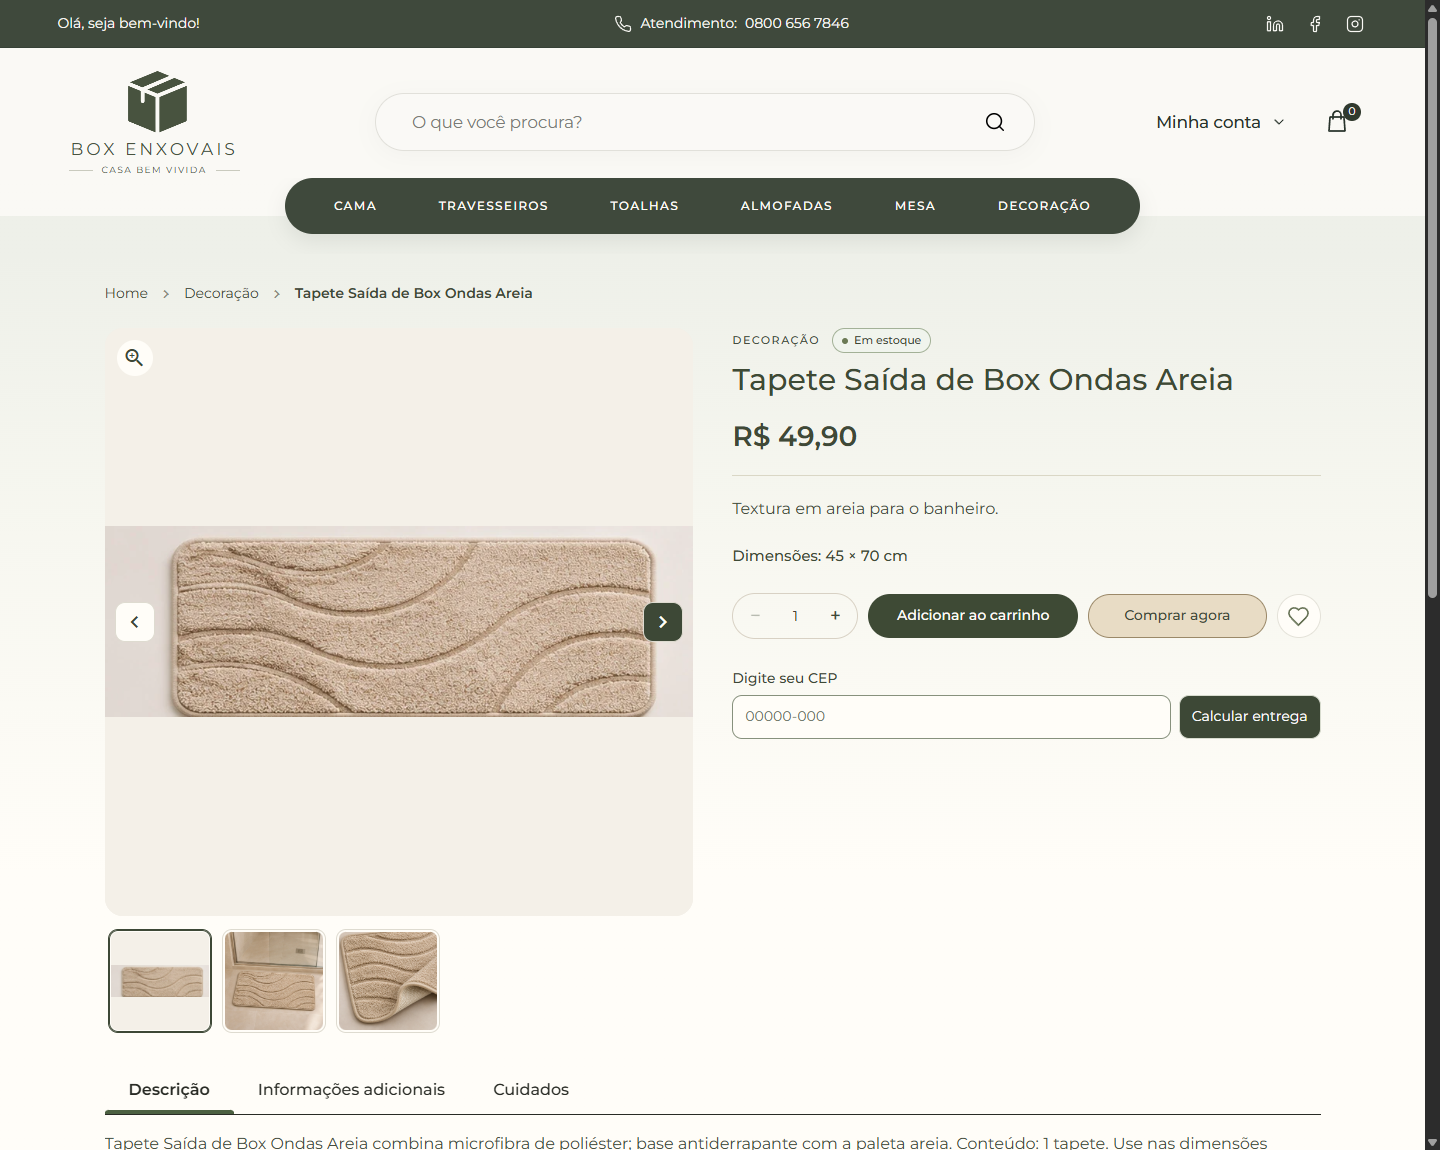 Olá, seja bem-vindo!
Atendimento: 0800 656 7846
BOX ENXOVAIS
CASA BEM VIVIDA
O que você procura?
Minha conta
0
CAMA
TRAVESSEIROS
TOALHAS
ALMOFADAS
MESA
DECORAÇÃO
Home
Decoração
Tapete Saída de Box Ondas Areia
DECORAÇÃO
Em estoque
Tapete Saída de Box Ondas Areia
R$ 49,90
Textura em areia para o banheiro.
Dimensões: 45 × 70 cm
− 1 +
Adicionar ao carrinho
Comprar agora
Digite seu CEP
00000-000
Calcular entrega
Descrição
Informações adicionais
Cuidados
Tapete Saída de Box Ondas Areia combina microfibra de poliéster; base antiderrapante com a paleta areia. Conteúdo: 1 tapete. Use nas dimensões